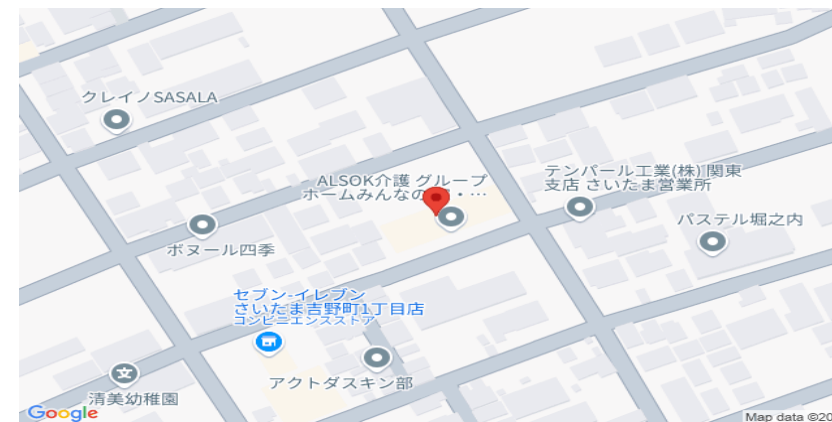 クレイノSASALA
ALSOK介護 グループ
ホームみんなの
・…
テンパール工業(株) 関東
支店 さいたま営業所
パステル堀之内
ボヌール四季
セブン-イレブン
さいたま吉野町1丁目店
コンビニエンスストア
アクトダスキン部
文
清美幼稚園
Google
Map data ©20